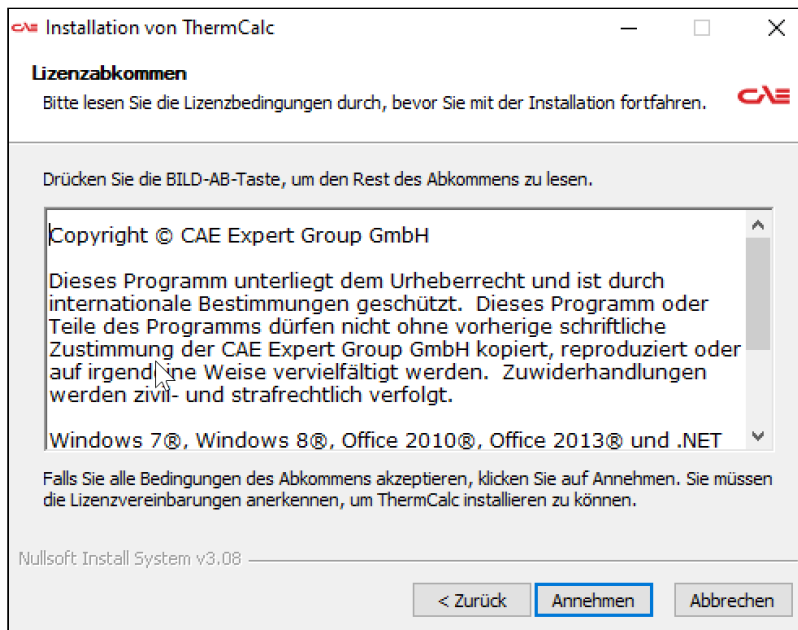 CAE Installation von ThermCalc
Lizenzabkommen
Bitte lesen Sie die Lizenzbedingungen durch, bevor Sie mit der Installation fortfahren.
CAE
Drücken Sie die BILD-AB-Taste, um den Rest des Abkommens zu lesen.
Copyright © CAE Expert Group GmbH
Dieses Programm unterliegt dem Urheberrecht und ist durch
internationale Bestimmungen geschützt.  Dieses Programm oder
Teile des Programms dürfen nicht ohne vorherige schriftliche
Zustimmung der CAE Expert Group GmbH kopiert, reproduziert oder
auf irgendeine Weise vervielfältigt werden.  Zuwiderhandlungen
werden zivil- und strafrechtlich verfolgt.
Windows 7®, Windows 8®, Office 2010®, Office 2013® und .NET
Falls Sie alle Bedingungen des Abkommens akzeptieren, klicken Sie auf Annehmen. Sie müssen
die Lizenzvereinbarungen anerkennen, um ThermCalc installieren zu können.
Nullsoft Install System v3.08
< Zurück Annehmen Abbrechen